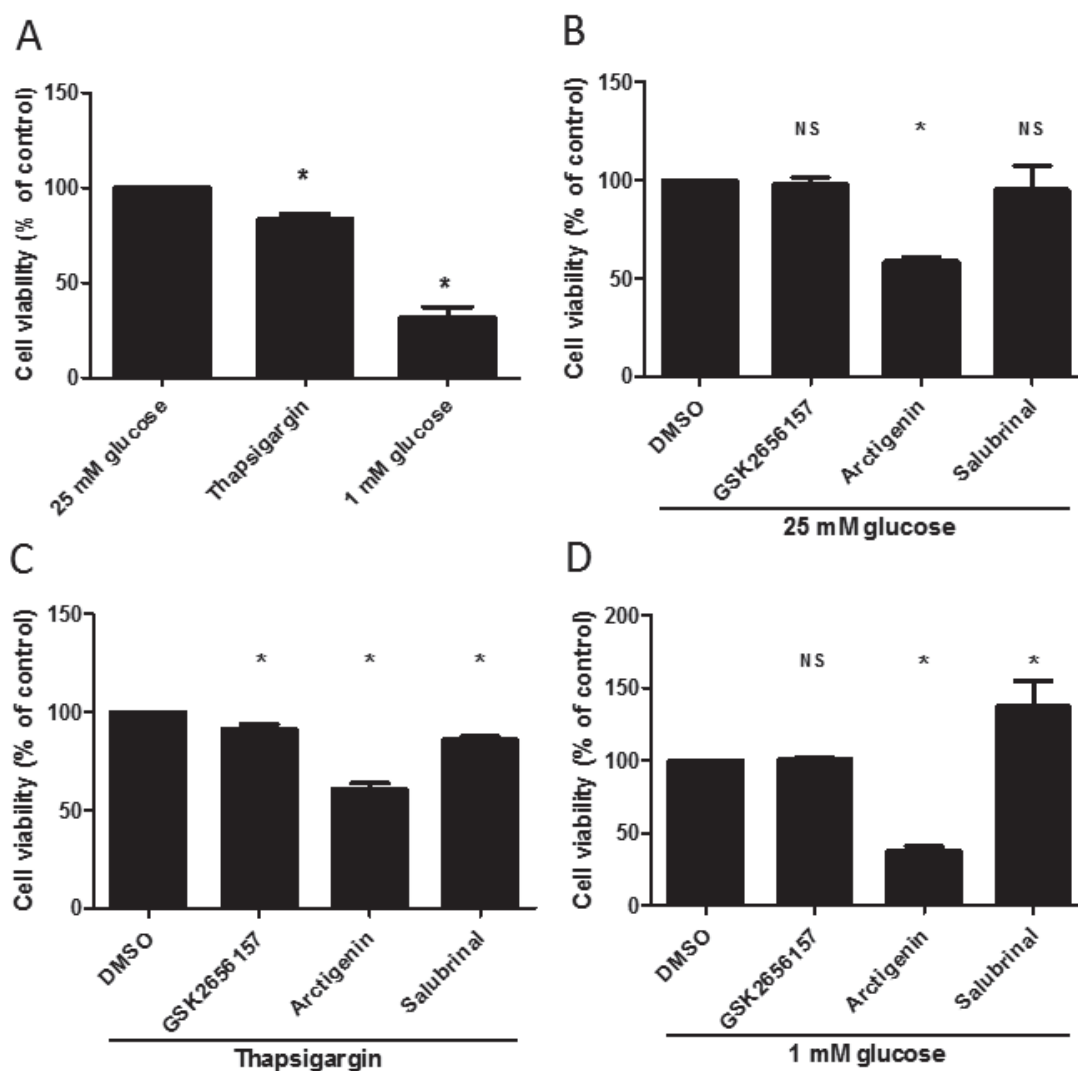 A
Cell viability (% of control)
150
100
50
0
*
*
25 mM glucose
Thapsigargin
1 mM glucose
B
Cell viability (% of control)
150
100
50
0
NS
*
NS
DMSO
GSK2656157
Arctigenin
Salubrinal
25 mM glucose
C
Cell viability (% of control)
150
100
50
0
*
*
*
DMSO
GSK2656157
Arctigenin
Salubrinal
Thapsigargin
D
Cell viability (% of control)
200
150
100
50
0
NS
*
*
DMSO
GSK2656157
Arctigenin
Salubrinal
1 mM glucose